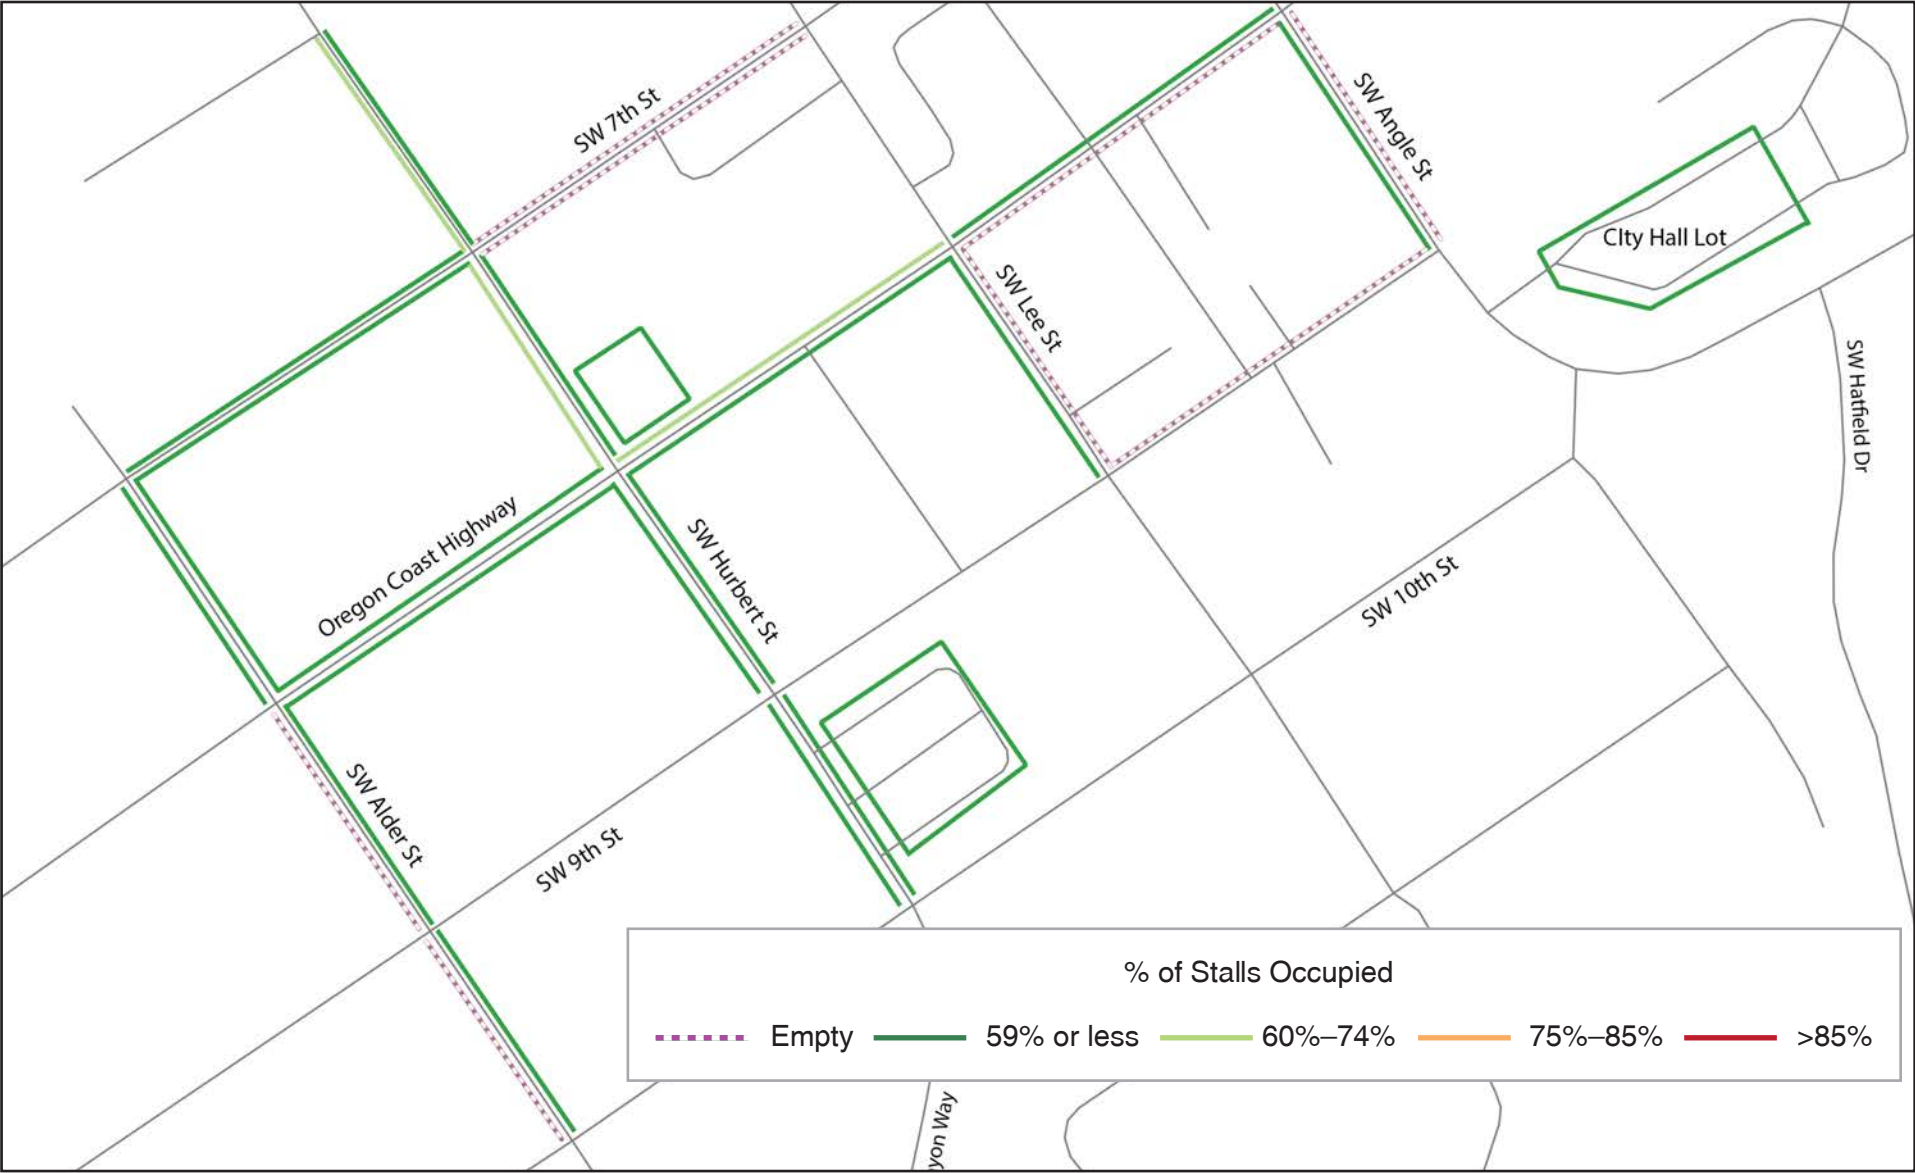 SW 7th St
SW Angle St
CIty Hall Lot
SW Lee St
SW Hatfield Dr
Oregon Coast Highway
SW Hurbert St
SW 10th St
SW Alder St
SW 9th St
% of Stalls Occupied
Empty 59% or less 60%–74% 75%–85% >85%
yon Way